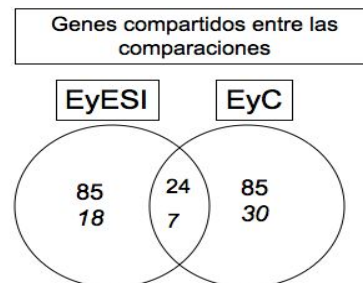 Genes compartidos entre las
comparaciones
EyESI
EyC
85
18
24
7
85
30